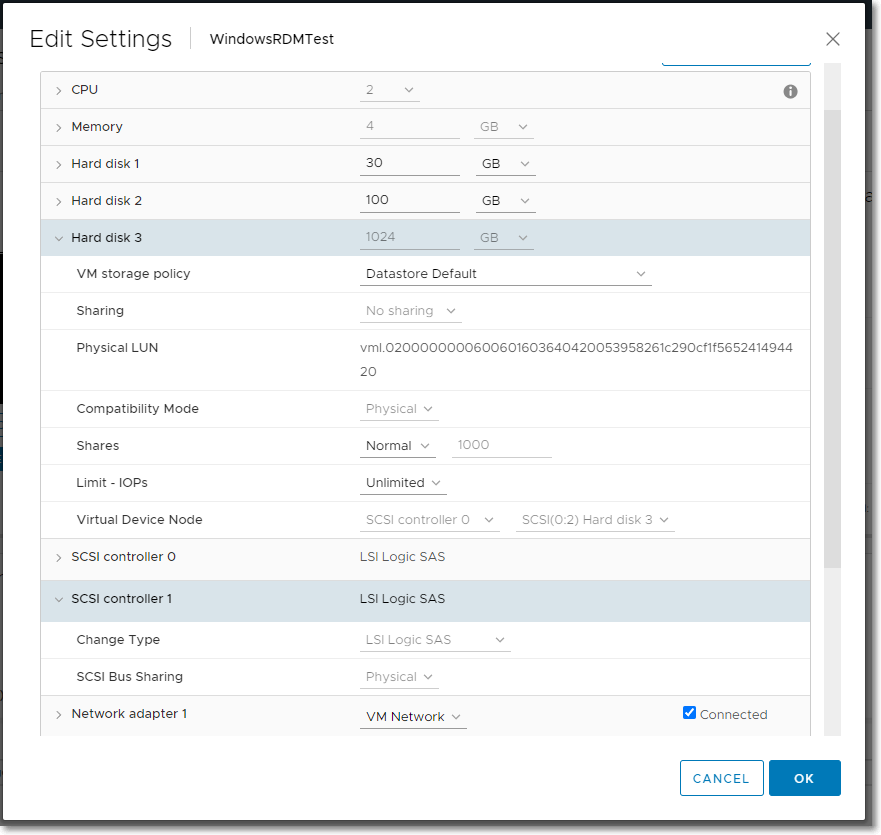 Edit Settings WindowsRDMTest
CPU 2
Memory 4 GB
Hard disk 1 30 GB
Hard disk 2 100 GB
Hard disk 3 1024 GB
VM storage policy Datastore Default
Sharing No sharing
Physical LUN vml.02000000006006016036404200539582​61c290cf1f5652414944
20
Compatibility Mode Physical
Shares Normal 1000
Limit - IOPs Unlimited
Virtual Device Node SCSI controller 0 SCSI(0:2) Hard disk 3
SCSI controller 0 LSI Logic SAS
SCSI controller 1 LSI Logic SAS
Change Type LSI Logic SAS
SCSI Bus Sharing Physical
Network adapter 1 VM Network Connected
CANCEL OK